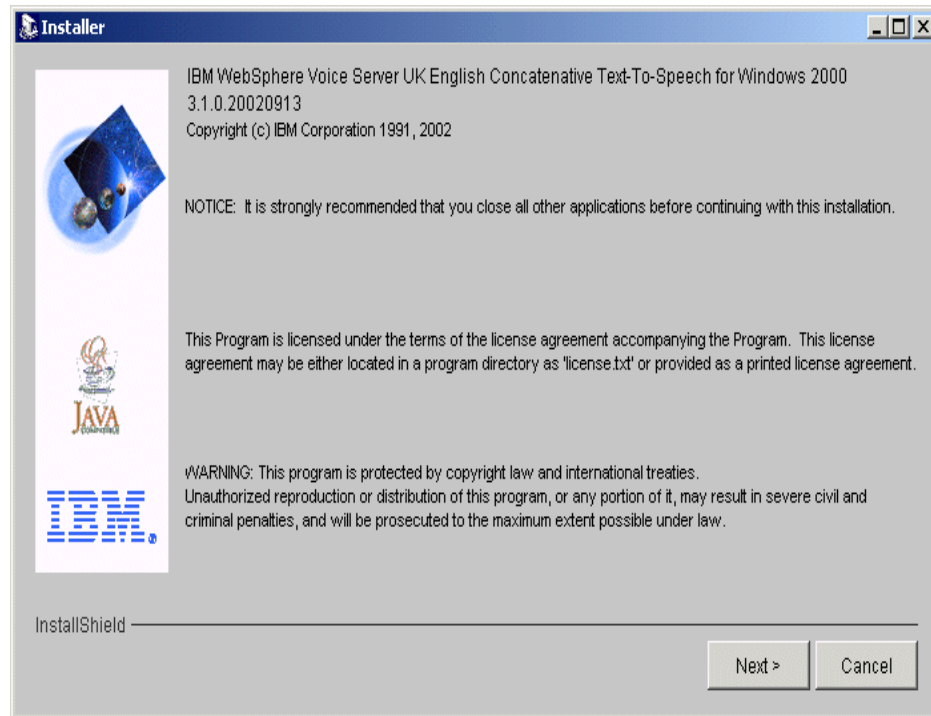 Installer
IBM WebSphere Voice Server UK English Concatenative Text-To-Speech for Windows 2000
3.1.0.20020913
Copyright (c) IBM Corporation 1991, 2002
NOTICE: It is strongly recommended that you close all other applications before continuing with this installation.
This Program is licensed under the terms of the license agreement accompanying the Program. This license
agreement may be either located in a program directory as 'license.txt' or provided as a printed license agreement.
JAVA
COMPATIBLE
WARNING: This program is protected by copyright law and international treaties.
Unauthorized reproduction or distribution of this program, or any portion of it, may result in severe civil and
criminal penalties, and will be prosecuted to the maximum extent possible under law.
IBM®
InstallShield
Next >
Cancel